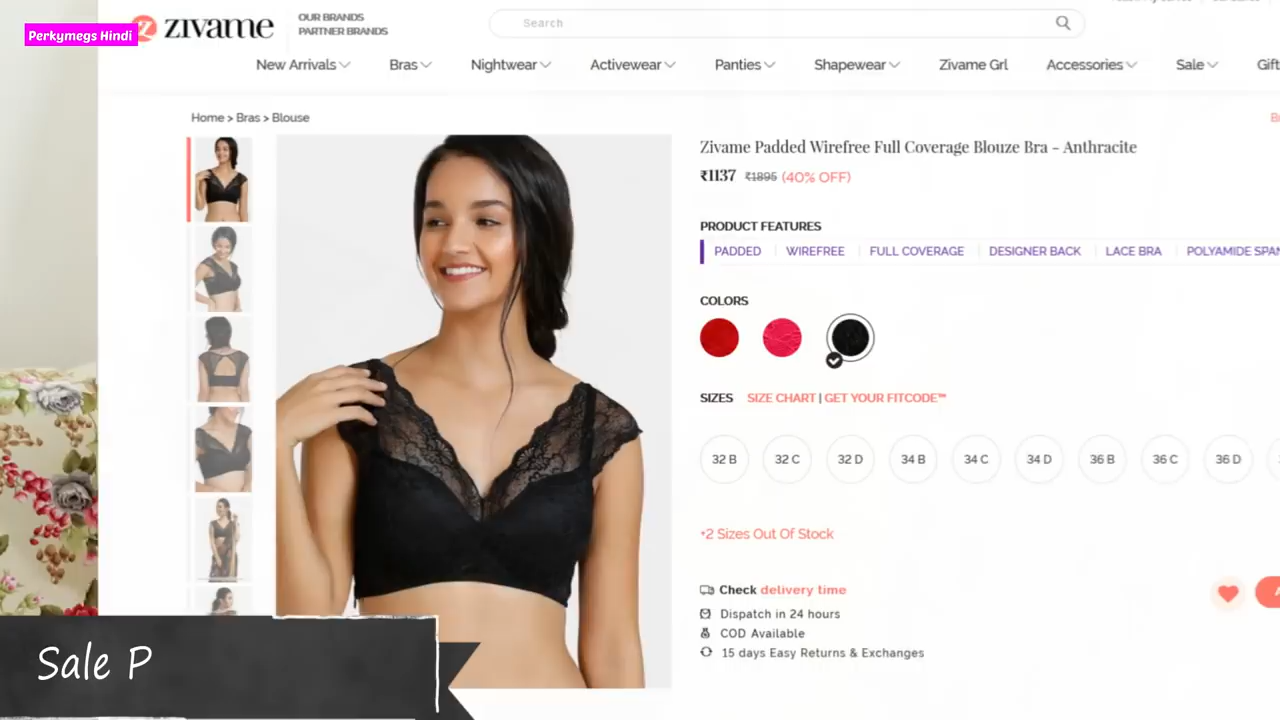 Perkymegs Hindi
zivame
OUR BRANDS
PARTNER BRANDS
Search
New Arrivals
Bras
Nightwear
Activewear
Panties
Shapewear
Zivame Grl
Accessories
Sale
Home > Bras > Blouse
Zivame Padded Wirefree Full Coverage Blouze Bra - Anthracite
₹1137 ₹1895 (40% OFF)
PRODUCT FEATURES
PADDED WIREFREE FULL COVERAGE DESIGNER BACK LACE BRA POLYAMIDE SPAN
COLORS
SIZES SIZE CHART | GET YOUR FITCODE™
32 B 32 C 32 D 34 B 34 C 34 D 36 B 36 C 36 D
+2 Sizes Out Of Stock
Check delivery time
Dispatch in 24 hours
COD Available
15 days Easy Returns & Exchanges
Sale P